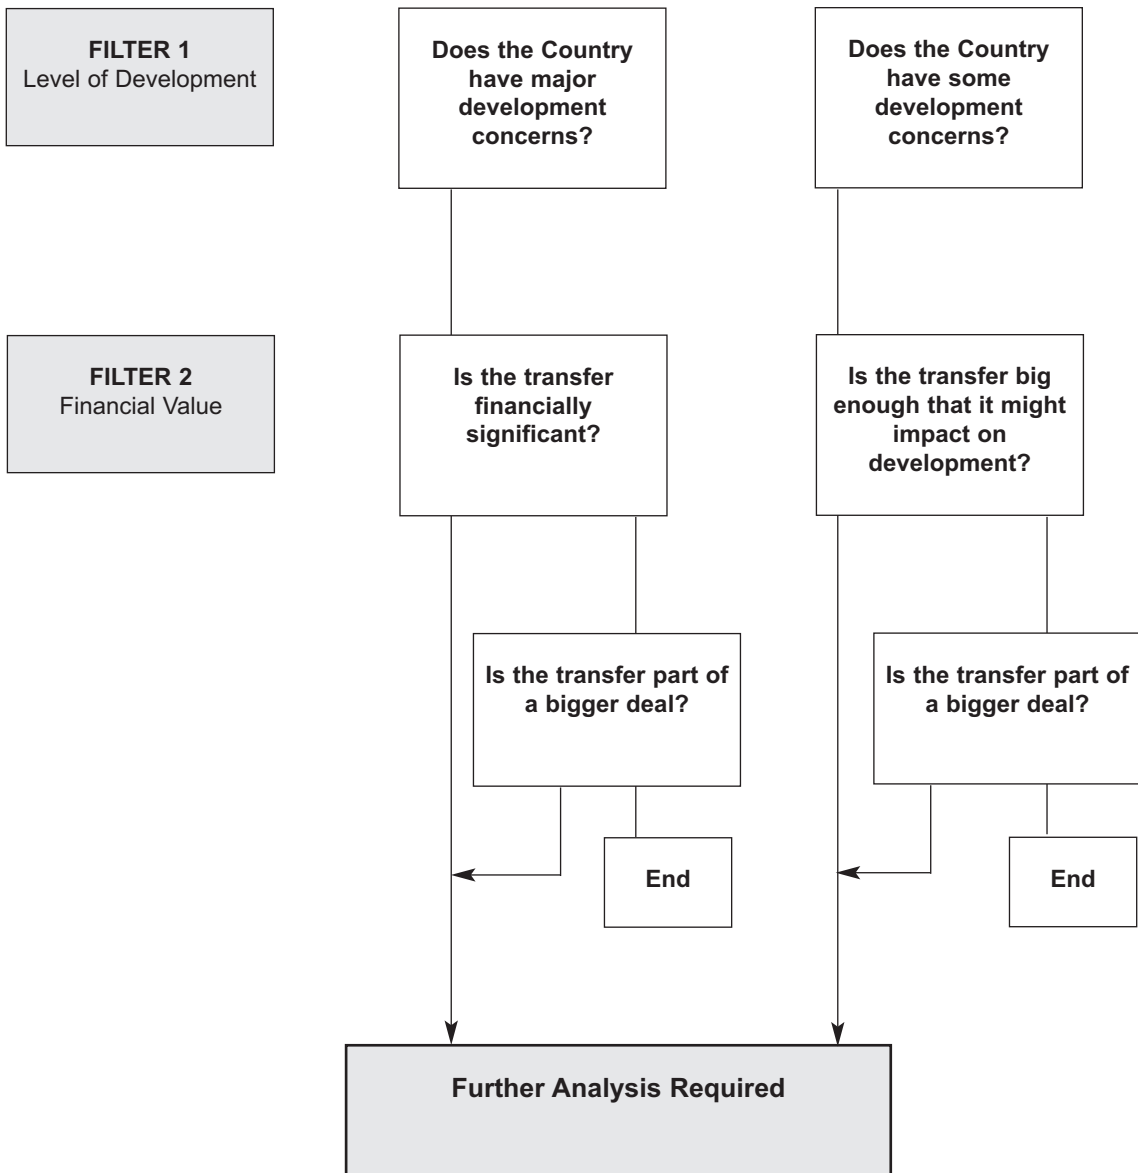 FILTER 1
Level of Development
Does the Country
have major
development
concerns?
Does the Country
have some
development
concerns?
FILTER 2
Financial Value
Is the transfer
financially
significant?
Is the transfer big
enough that it might
impact on
development?
Is the transfer part of
a bigger deal?
Is the transfer part of
a bigger deal?
End
End
Further Analysis Required